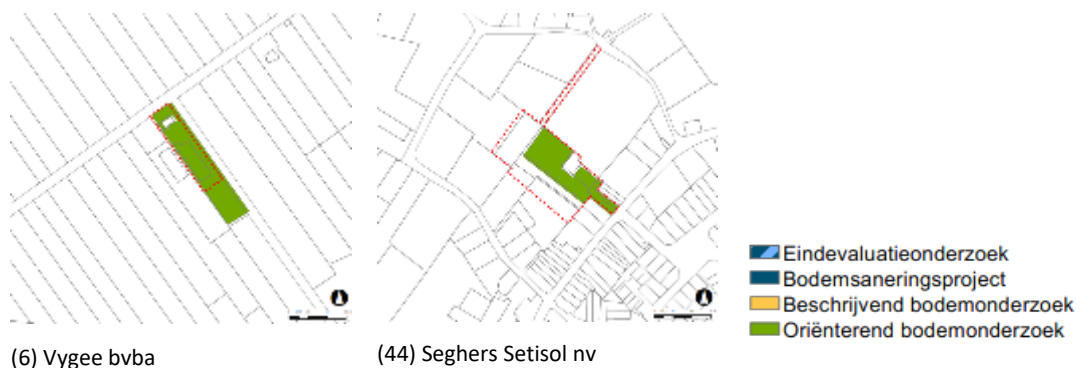 Eindevaluatieonderzoek
Bodemsaneringsproject
Beschrijvend bodemonderzoek
Oriënterend bodemonderzoek
(6) Vygee bvba
(44) Seghers Setisol nv